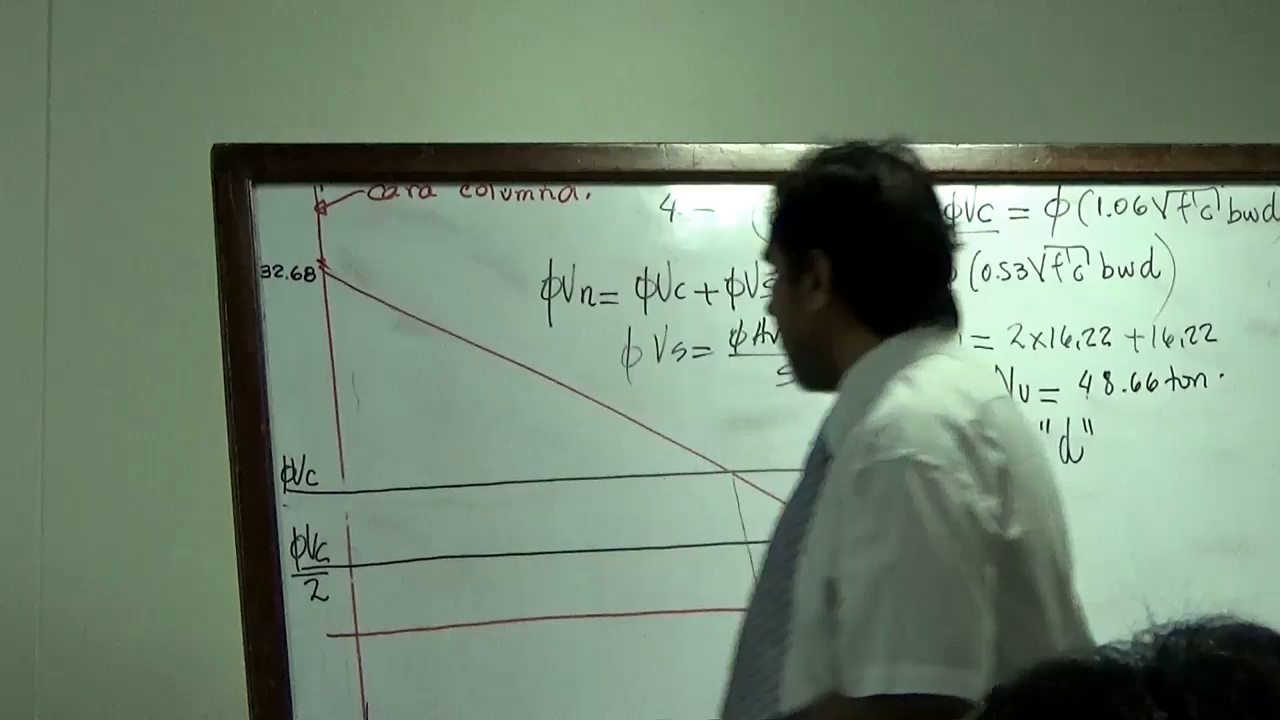 cara columna.
32.68
ϕVc
ϕVc
2
4 - ( ϕVc = ϕ(1.06√f'c bwd
ϕVn = ϕVc + ϕVs (0.53√f'c bwd)
ϕVs = ϕAv = 2x16,22 + 16,22
s Vu = 48.66 ton.
"d"